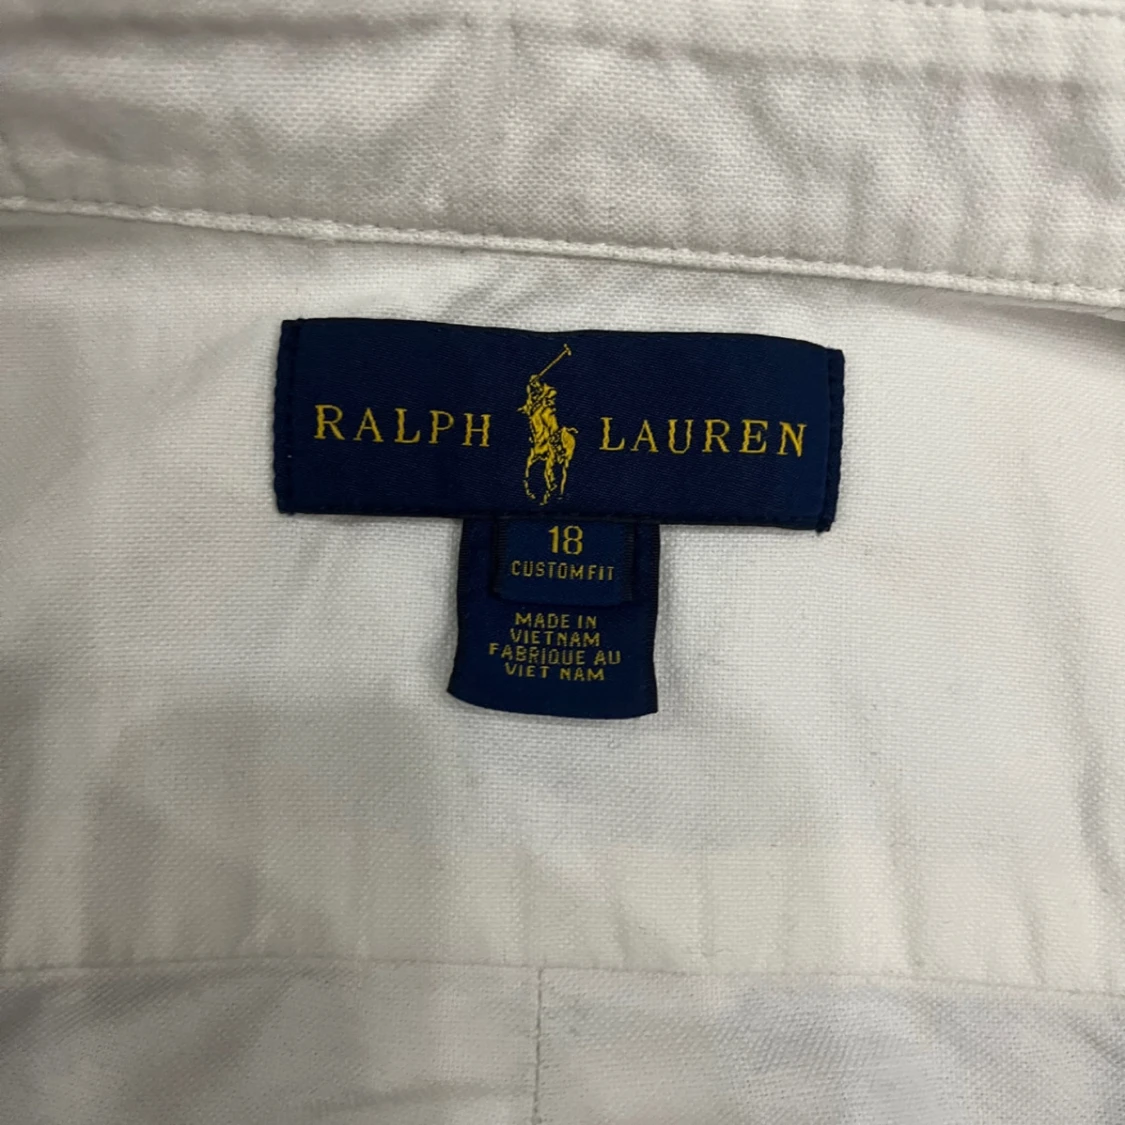 RALPH LAUREN
18
CUSTOM FIT
MADE IN
VIETNAM
FABRIQUE AU
VIET NAM